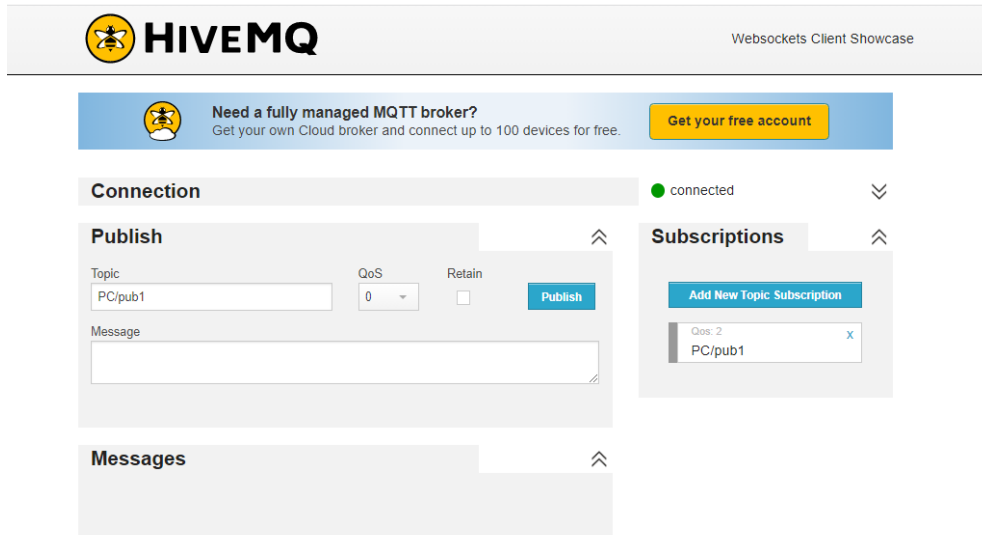 HIVEMQ
Websockets Client Showcase
Need a fully managed MQTT broker?
Get your own Cloud broker and connect up to 100 devices for free.
Get your free account
Connection
connected
Publish
Topic
QoS
Retain
PC/pub1
0
Publish
Message
Subscriptions
Add New Topic Subscription
Qos: 2
x
PC/pub1
Messages